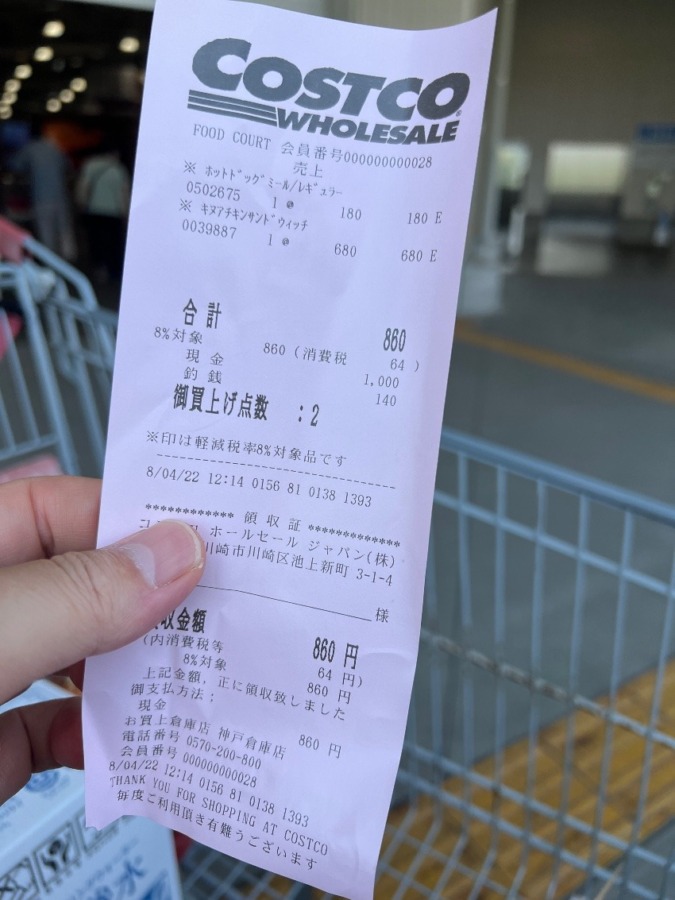 COSTCO
WHOLESALE
FOOD COURT 会員番号000000000028
売上
※ ホットドッグミール/レギュラー
0502675 1 @ 180 180 E
※ キヌアチキンサンドウィッチ
0039887 1 @ 680 680 E
合計 860
8%対象 860 (消費税 64 )
現金 1,000
釣銭 140
御買上げ点数 :2
※印は軽減税率8%対象品です
8/04/22 12:14 0156 81 0138 1393
************ 領収証 *************
ホールセール ジャパン(株)
川崎市川崎区池上新町 3-1-4
様
収金額 860 円
(内消費税等 64 円)
8%対象 860 円
上記金額, 正に領収致しました
御支払方法;
現金 860 円
お買上倉庫店 神戸倉庫店
電話番号 0570-200-800
会員番号 000000000028
8/04/22 12:14 0156 81 0138 1393
THANK YOU FOR SHOPPING AT COSTCO
毎度ご利用頂き有難うございます
水